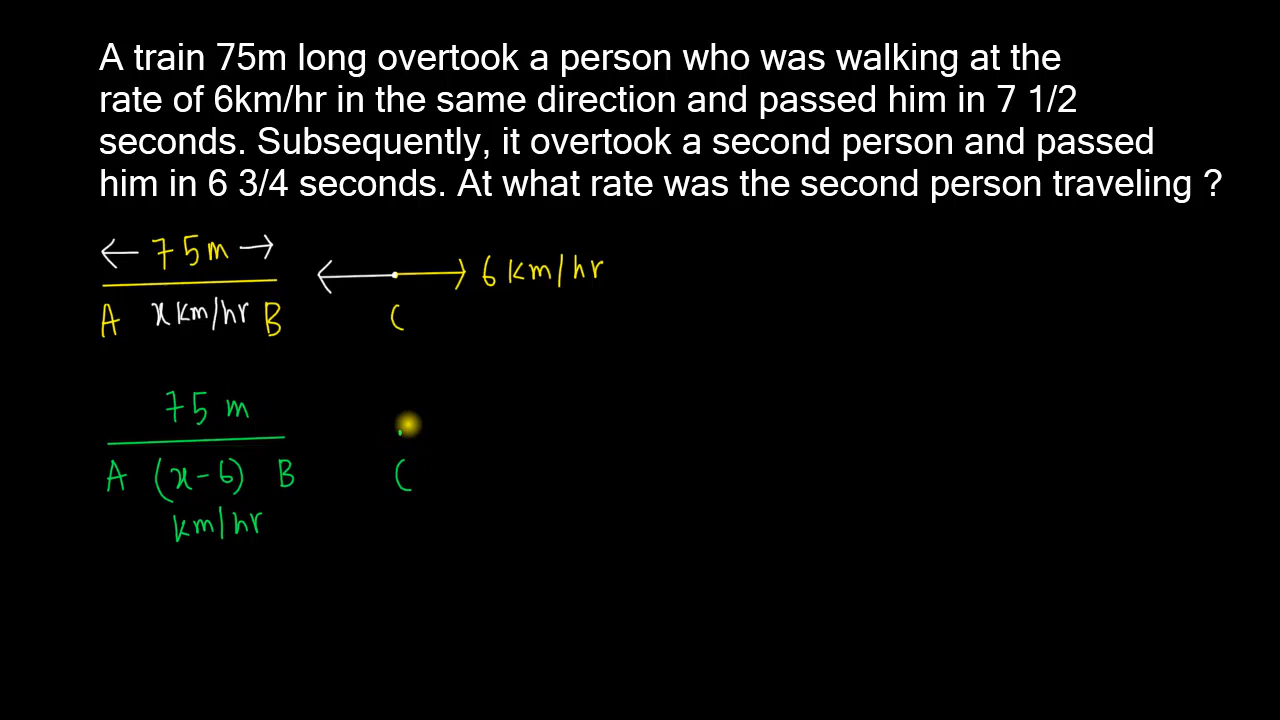 A train 75m long overtook a person who was walking at the
rate of 6km/hr in the same direction and passed him in 7 1/2
seconds. Subsequently, it overtook a second person and passed
him in 6 3/4 seconds. At what rate was the second person traveling ?
75m
6 km/hr
A x km/hr B C
75 m
A (x-6) B C
km/hr